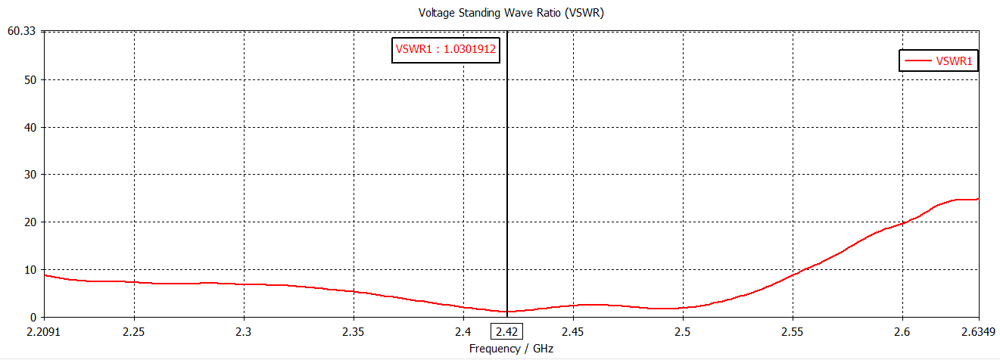 Voltage Standing Wave Ratio (VSWR)
60.33
50
40
30
20
10
0
VSWR1 : 1.0301912
VSWR1
2.2091 2.25 2.3 2.35 2.4 2.42 2.45 2.5 2.55 2.6 2.6349
Frequency / GHz